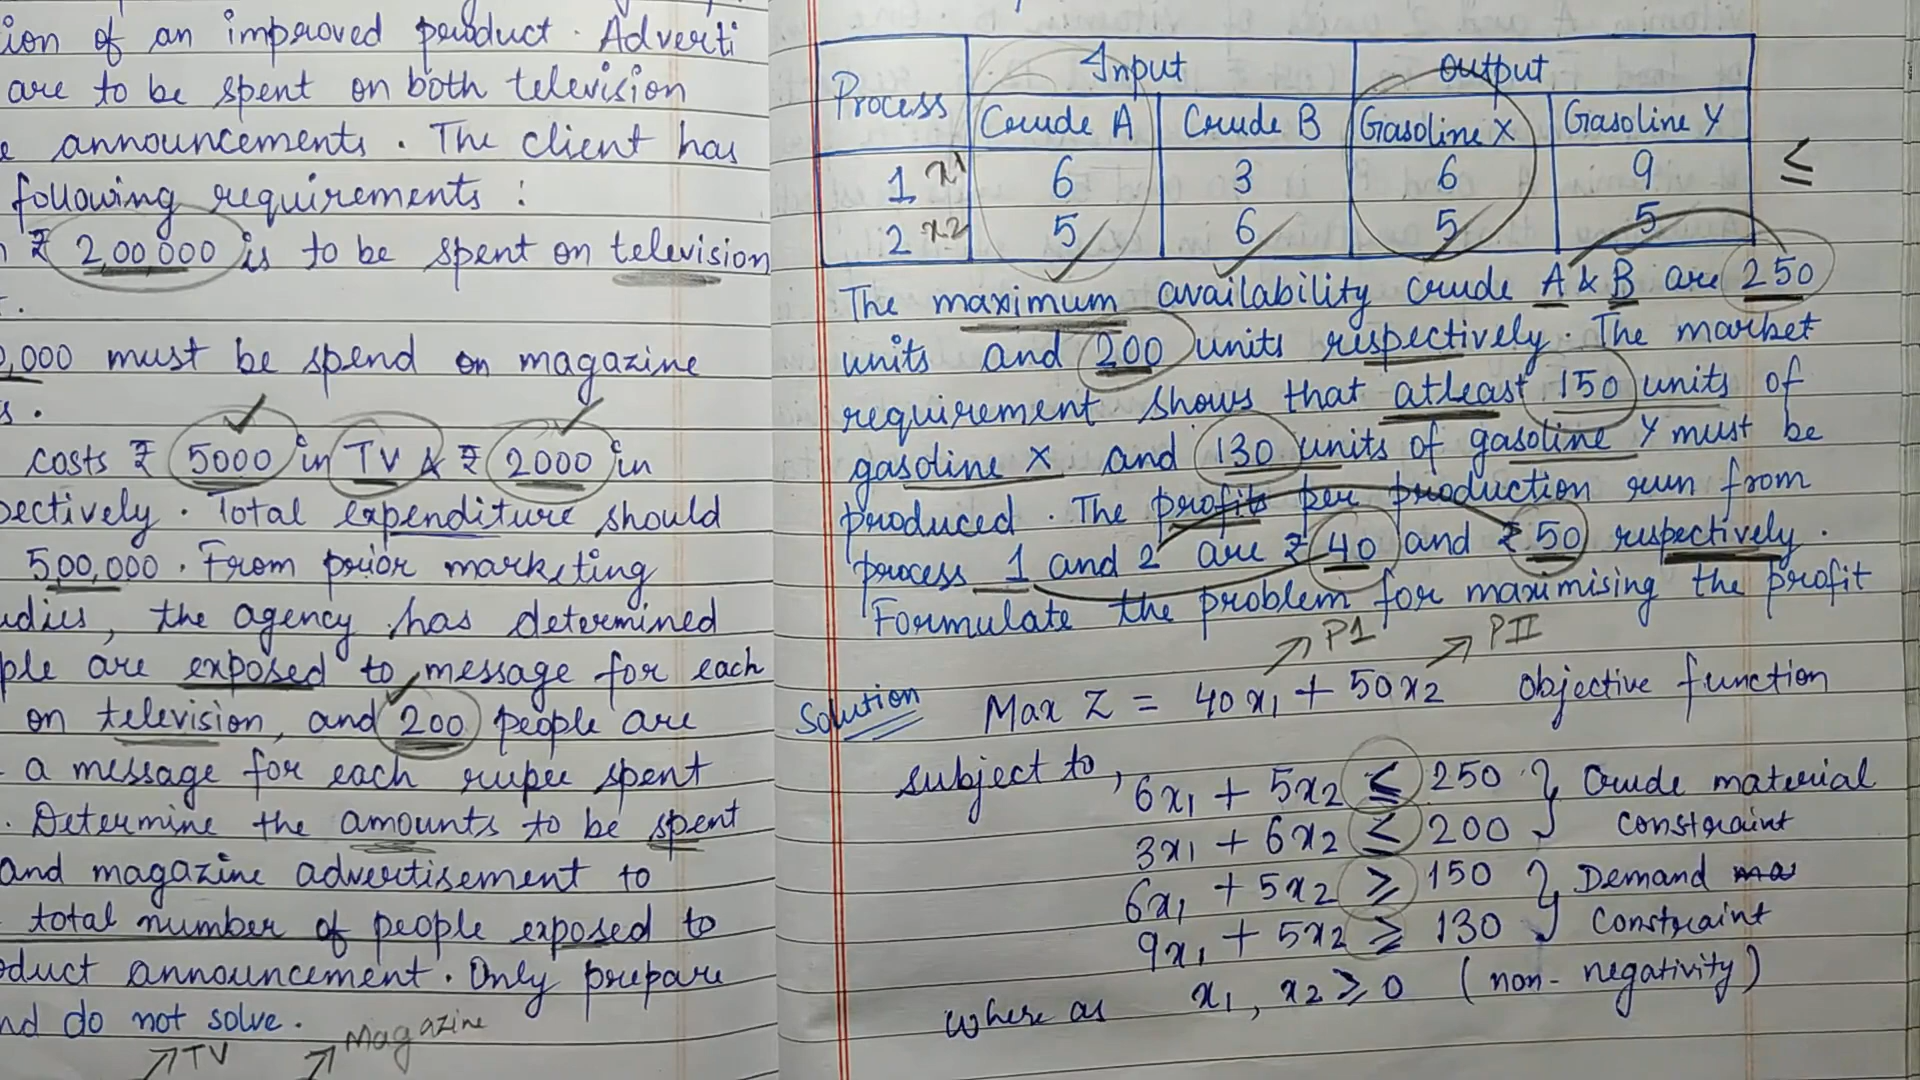 ion of an improved product. Adverti
are to be spent on both television
e announcements. The client has
following requirements :
₹ 2,00,000 is to be spent on television
.
0,000 must be spend on magazine
s.
costs ₹ 5000 in TV & ₹ 2000 in
pectively. Total expenditure should
5,00,000. From prior marketing
udies, the agency has determined
ple are exposed to message for each
on television, and 200 people are
a message for each rupee spent
. Determine the amounts to be spent
and magazine advertisement to
total number of people exposed to
oduct announcement. Only prepare
nd do not solve.
TV Magazine
Process Input Output
Crude A Crude B Gasoline X Gasoline Y
1 x1 6 3 6 9 ≤
2 x2 5 6 5 5
The maximum availability crude A & B are 250
units and 200 units respectively. The market
requirement shows that atleast 150 units of
gasoline X and 130 units of gasoline Y must be
produced. The profit per production run from
process 1 and 2 are ₹ 40 and ₹ 50 respectively.
Formulate the problem for maximising the profit
→ P1 → PII
Solution Max Z = 40x1 + 50x2 Objective function
subject to, 6x1 + 5x2 ≤ 250 } Crude material
3x1 + 6x2 ≤ 200 constraint
6x1 + 5x2 ≥ 150 } Demand ma
9x1 + 5x2 ≥ 130 Constraint
where as x1, x2 ≥ 0 (non-negativity)